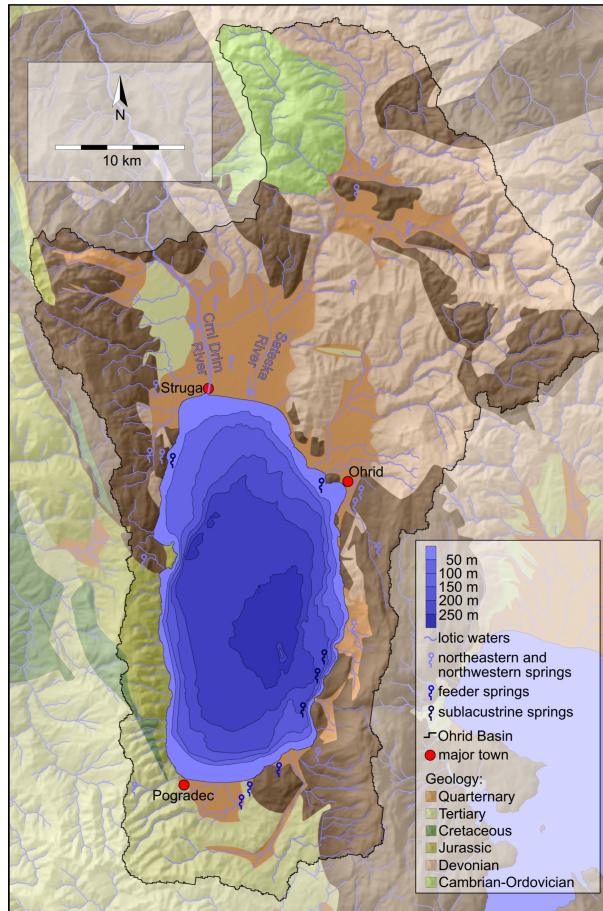 N
10 km
Crni Drim
River
Sateska
River
Struga
Ohrid
Pogradec
50 m
100 m
150 m
200 m
250 m
lotic waters
northeastern and
northwestern springs
feeder springs
sublacustrine springs
Ohrid Basin
major town
Geology:
Quarternary
Tertiary
Cretaceous
Jurassic
Devonian
Cambrian-Ordovician